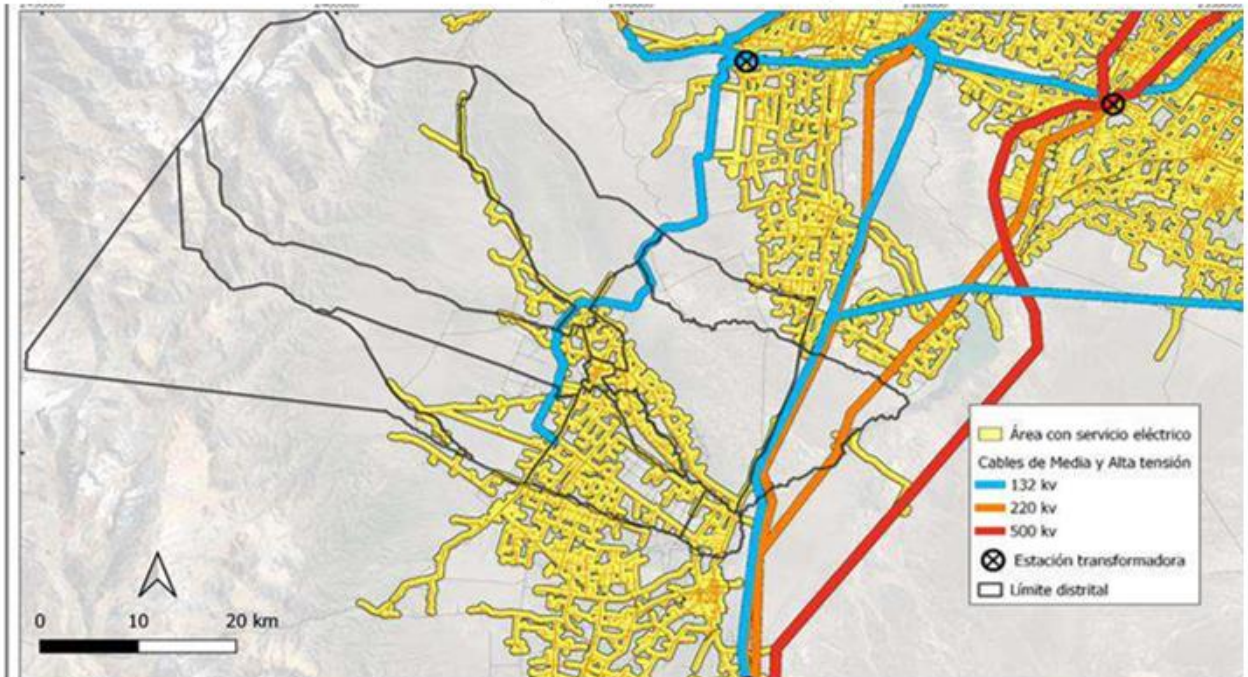 Área con servicio eléctrico
Cables de Media y Alta tensión
132 kv
220 kv
500 kv
Estación transformadora
Límite distrital
0 10 20 km